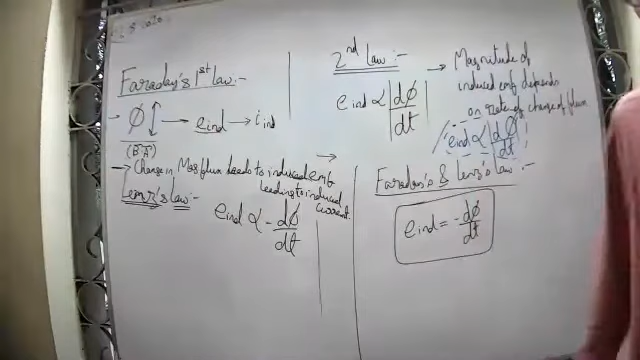 Faraday's 1st law:-
- ϕ ↕ → eind → iind
(B̄·Ā)
→ Change in Mag flux leads to induced emf
leading to induced
current.
Lenz's law:-
eind ∝ - dϕ/dt
2nd Law:-
eind ∝ |dϕ/dt|
→ Magnitude of
induced emf depends
on rate of change of flux
eind ∝ |dϕ/dt|
Faraday's & Lenz's law:-
eind = -dϕ/dt